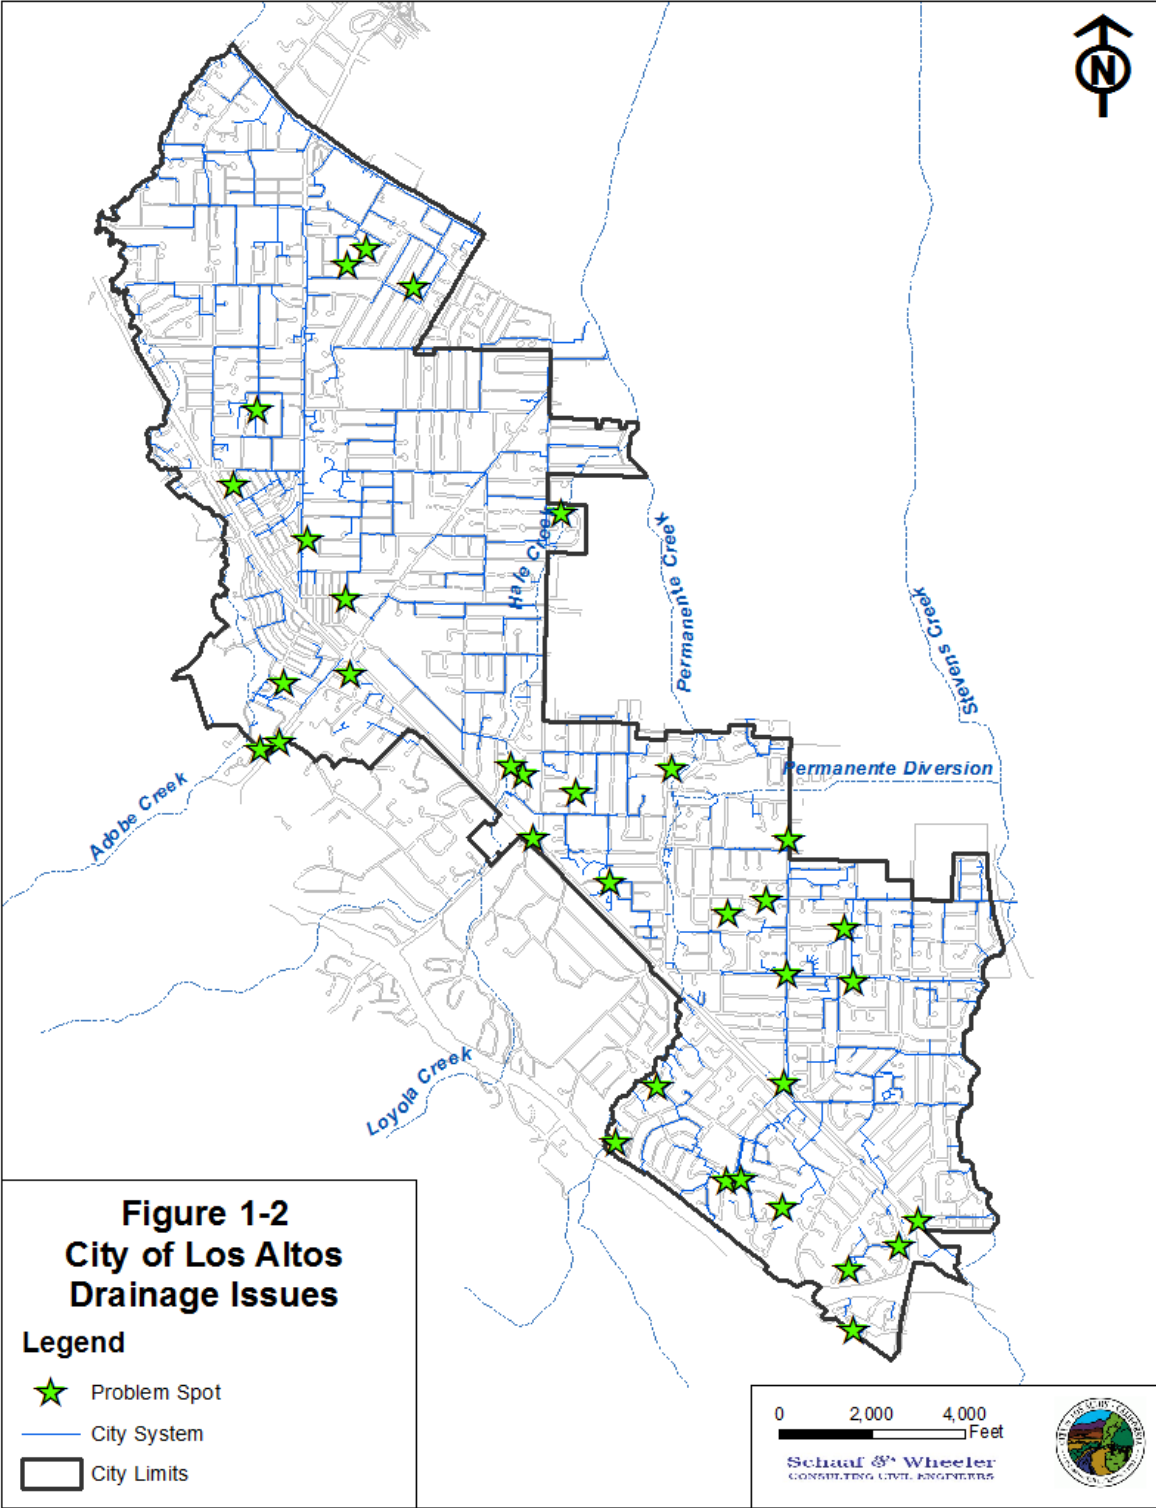 N
Hale Creek
Permanente Creek
Stevens Creek
Permanente Diversion
Adobe Creek
Loyola Creek
Figure 1-2
City of Los Altos
Drainage Issues
Legend
Problem Spot
City System
City Limits
0 2,000 4,000
Feet
Schaaf & Wheeler
CONSULTING CIVIL ENGINEERS